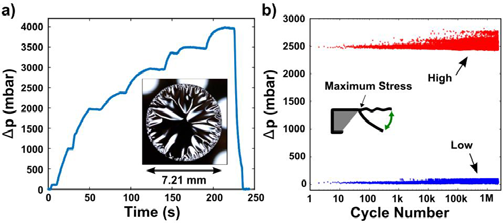 a)
Δp (mbar)
4000
3500
3000
2500
2000
1500
1000
500
0
0 50 100 150 200 250
Time (s)
7.21 mm
b)
Δp (mbar)
3000
2500
2000
1500
1000
500
0
1 10 100 1k 10k 100k 1M
Cycle Number
High
Maximum Stress
Low